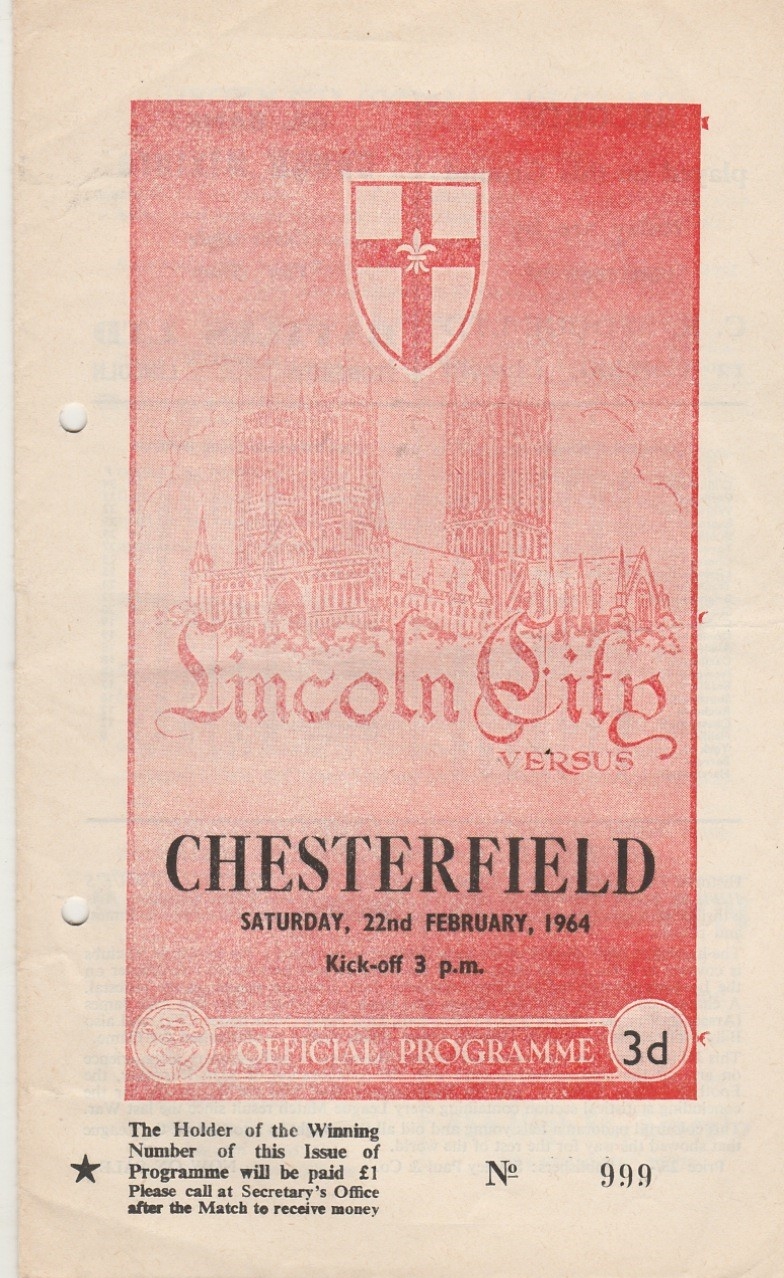 Lincoln City
VERSUS
CHESTERFIELD
SATURDAY, 22nd FEBRUARY, 1964
Kick-off 3 p.m.
OFFICIAL PROGRAMME 3d
The Holder of the Winning
Number of this Issue of
★ Programme will be paid £1
Please call at Secretary's Office
after the Match to receive money
Nº 999